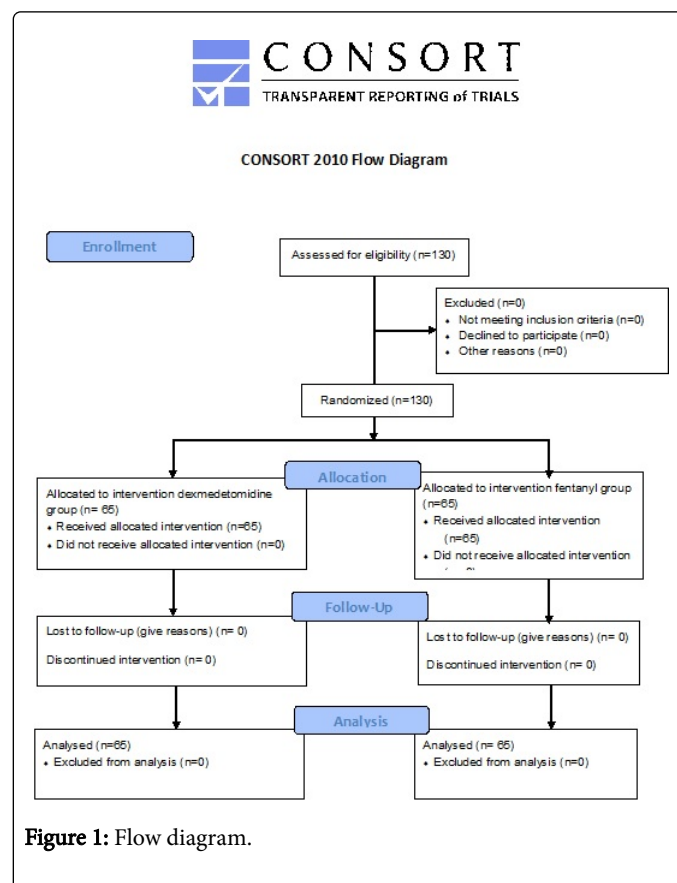 CONSORT
TRANSPARENT REPORTING of TRIALS
CONSORT 2010 Flow Diagram
Enrollment
Assessed for eligibility (n=130)
Excluded (n=0)
• Not meeting inclusion criteria (n=0)
• Declined to participate (n=0)
• Other reasons (n=0)
Randomized (n=130)
Allocation
Allocated to intervention dexmedetomidine
group (n= 65)
• Received allocated intervention (n=65)
• Did not receive allocated intervention (n=0)
Allocated to intervention fentanyl group
(n=65)
• Received allocated intervention
(n=65)
• Did not receive allocated intervention
Follow-Up
Lost to follow-up (give reasons) (n= 0)
Discontinued intervention (n= 0)
Lost to follow-up (give reasons) (n= 0)
Discontinued intervention (n= 0)
Analysis
Analysed (n=65)
• Excluded from analysis (n=0)
Analysed (n= 65)
• Excluded from analysis (n=0)
Figure 1: Flow diagram.